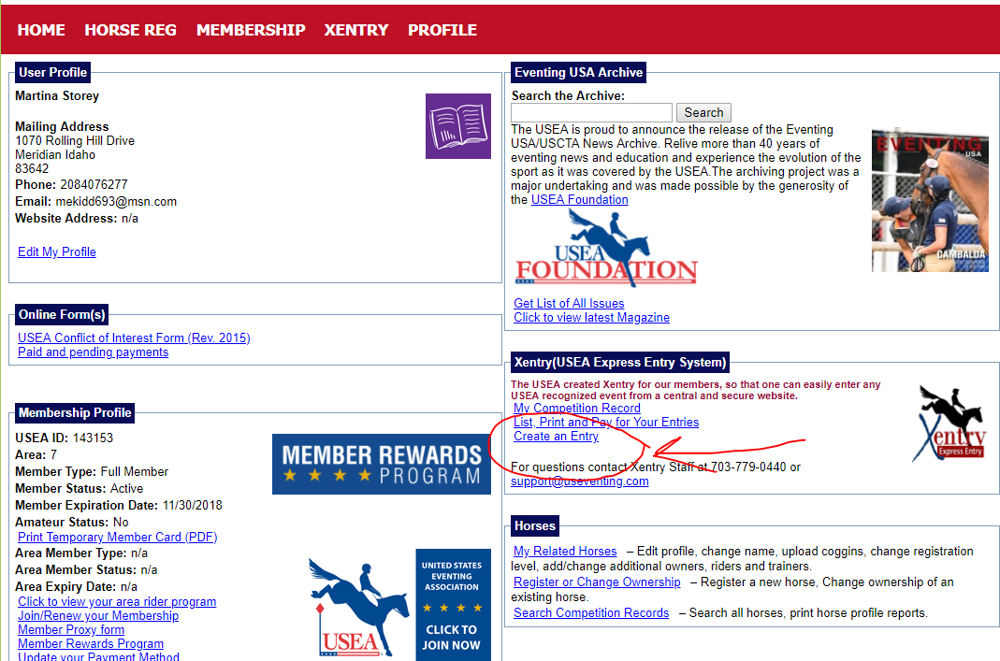 HOME HORSE REG MEMBERSHIP XENTRY PROFILE
User Profile
Martina Storey
Mailing Address
1070 Rolling Hill Drive
Meridian Idaho
83642
Phone: 2084076277
Email: mekidd693@msn.com
Website Address: n/a
Edit My Profile
Online Form(s)
USEA Conflict of Interest Form (Rev. 2015)
Paid and pending payments
Membership Profile
USEA ID: 143153
Area: 7
Member Type: Full Member
Member Status: Active
Member Expiration Date: 11/30/2018
Amateur Status: No
Print Temporary Member Card (PDF)
Area Member Type: n/a
Area Member Status: n/a
Area Expiry Date: n/a
Click to view your area rider program
Join/Renew your Membership
Member Proxy form
Member Rewards Program
Update your Payment Method
MEMBER REWARDS
PROGRAM
USEA
UNITED STATES
EVENTING
ASSOCIATION
CLICK TO
JOIN NOW
Eventing USA Archive
Search the Archive:
Search
The USEA is proud to announce the release of the Eventing
USA/USCTA News Archive. Relive more than 40 years of
eventing news and education and experience the evolution of the
sport as it was covered by the USEA.The archiving project was a
major undertaking and was made possible by the generosity of
the USEA Foundation
EVENTING
USA
CAMBALDA
USEA
FOUNDATION
Get List of All Issues
Click to view latest Magazine
Xentry(USEA Express Entry System)
The USEA created Xentry for our members, so that one can easily enter any
USEA recognized event from a central and secure website.
My Competition Record
List, Print and Pay for Your Entries
Create an Entry
For questions contact Xentry Staff at 703-779-0440 or
support@useventing.com
Xentry
Express Entry
Horses
My Related Horses – Edit profile, change name, upload coggins, change registration
level, add/change additional owners, riders and trainers.
Register or Change Ownership – Register a new horse, Change ownership of an
existing horse.
Search Competition Records – Search all horses, print horse profile reports.